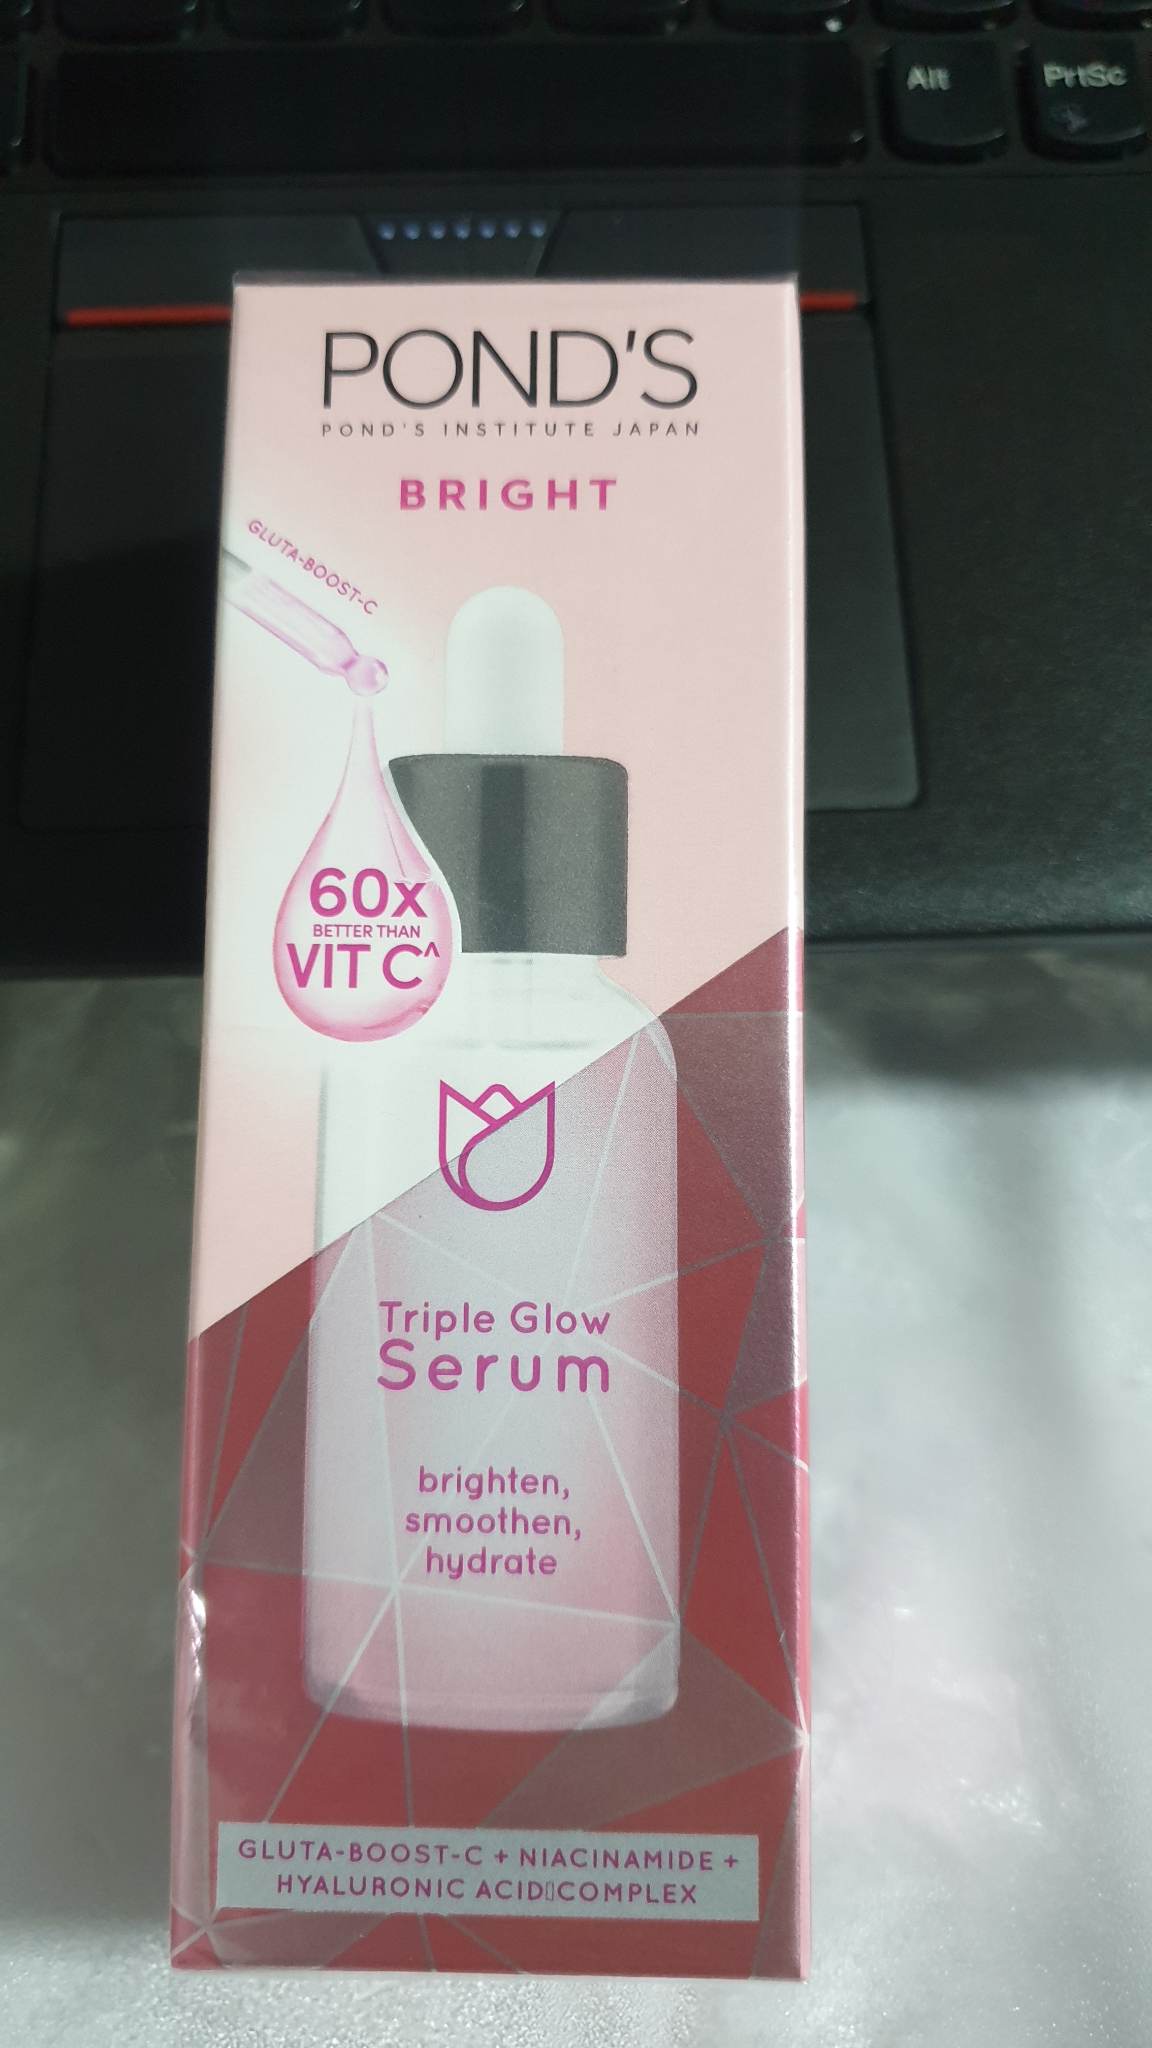 Alt
PrtSc
POND'S
POND'S INSTITUTE JAPAN
BRIGHT
GLUTA-BOOST-C
60x
BETTER THAN
VIT C^
Triple Glow
Serum
brighten,
smoothen,
hydrate
GLUTA-BOOST-C + NIACINAMIDE +
HYALURONIC ACID▯COMPLEX